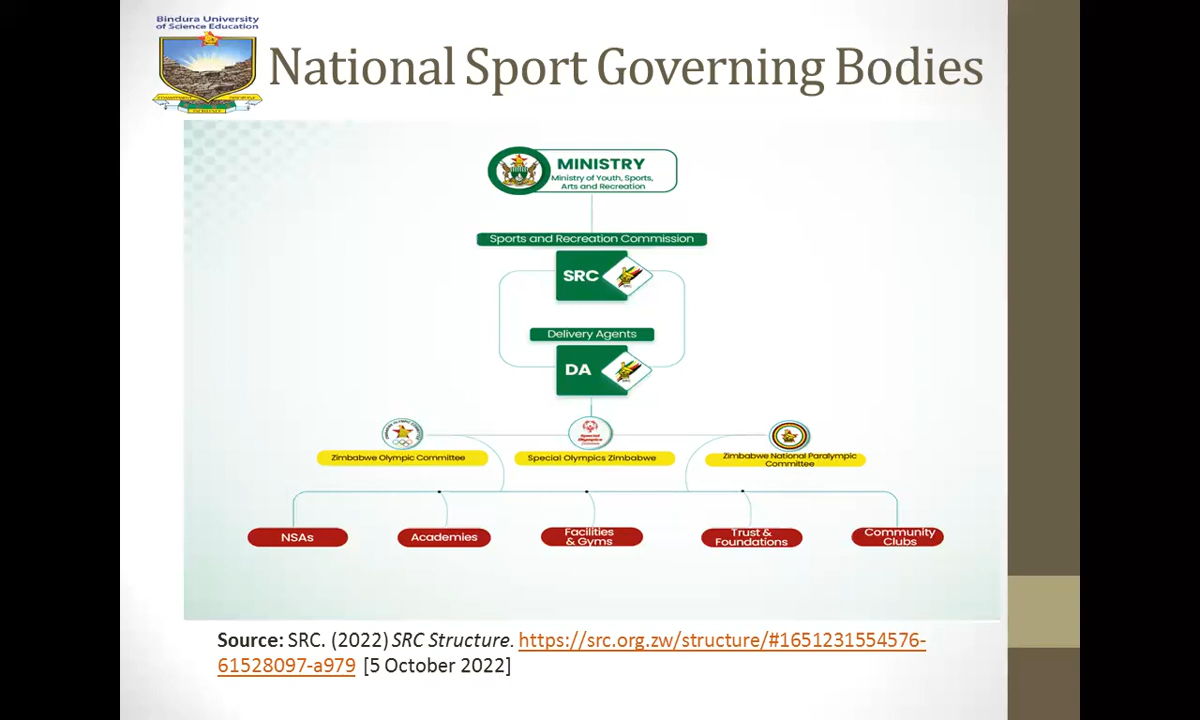 Bindura University
of Science Education
National Sport Governing Bodies
MINISTRY
Ministry of Youth, Sports,
Arts and Recreation
Sports and Recreation Commission
SRC
Delivery Agents
DA
Special
Olympics
Zimbabwe Olympic Committee
Special Olympics Zimbabwe
Zimbabwe National Paralympic
Committee
NSAs
Academies
Facilities
& Gyms
Trust &
Foundations
Community
Clubs
Source: SRC. (2022) SRC Structure. https://src.org.zw/structure/#1651231554576-
61528097-a979 [5 October 2022]